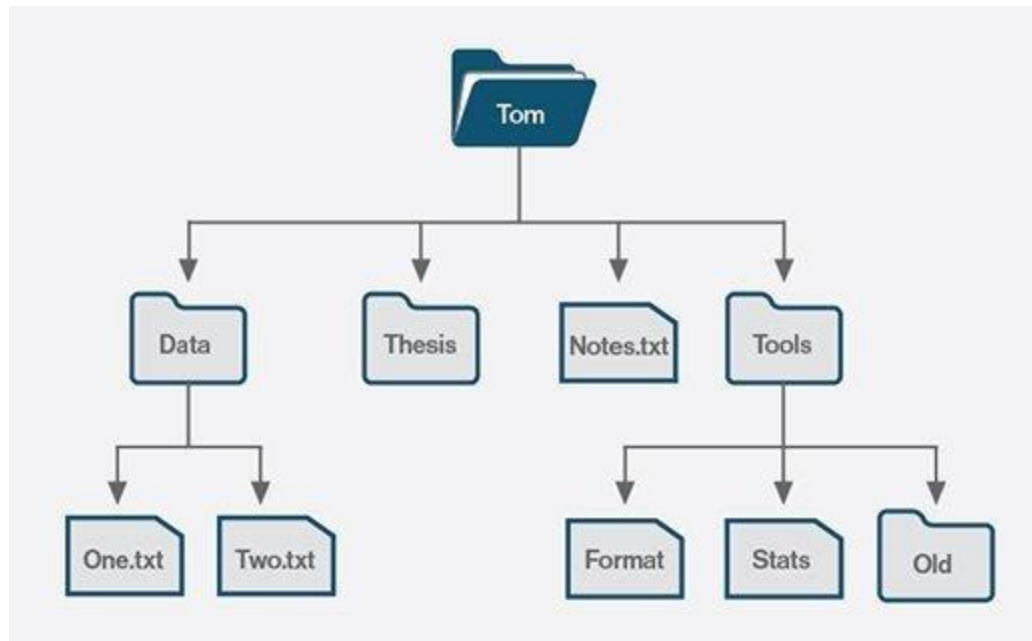 Tom
Data
Thesis
Notes.txt
Tools
One.txt
Two.txt
Format
Stats
Old